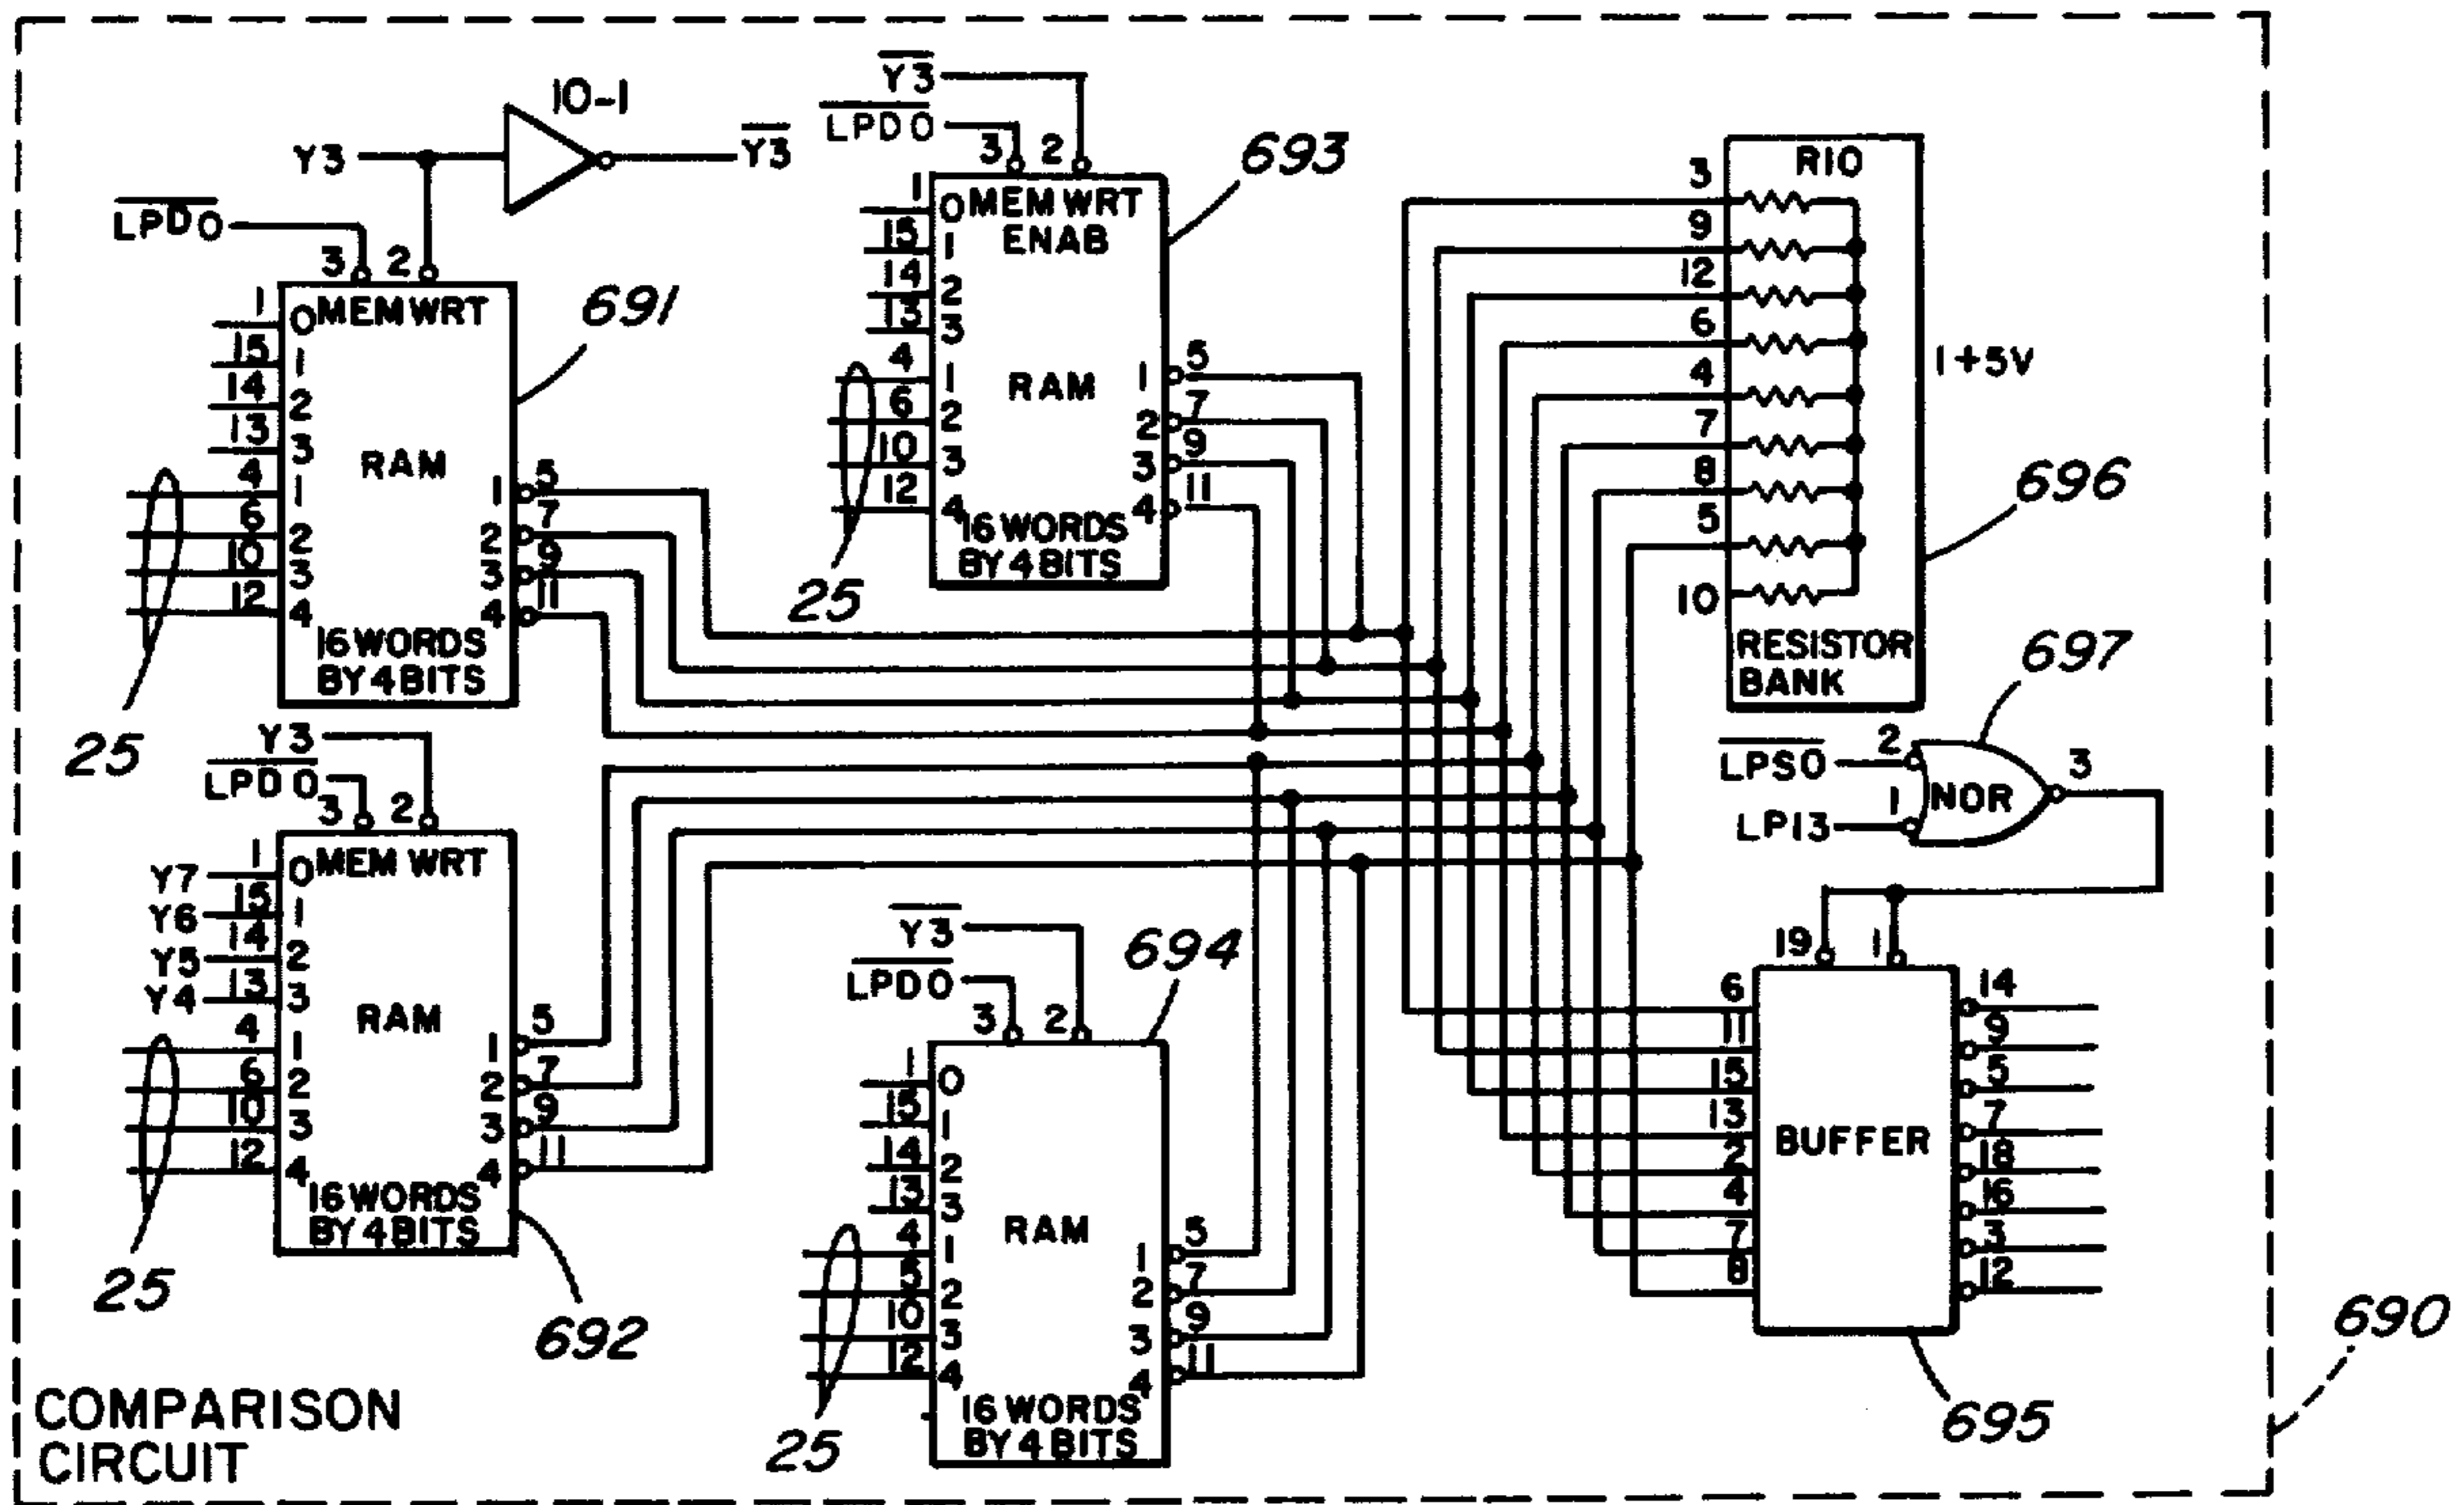 10-1
Y3
Y3
LPD0
3 2
MEM WRT
1 0
15 1
14 2
13 3
4 1
6 2
10 3
12 4
RAM
1 5
2 7
3 9
4 11
16 WORDS
BY 4 BITS
691
25
Y3
LPD0
3 2
MEM WRT
ENAB
1 0
15 1
14 2
13 3
4 1
6 2
10 3
12 4
RAM
1 5
2 7
3 9
4 11
16 WORDS
BY 4 BITS
693
25
R10
3
9
12
6
4
7
8
5
10
1+5V
RESISTOR
BANK
696
Y3
LPD0
3 2
MEM WRT
Y7 1 0
Y6 15 1
Y5 14 2
Y4 13 3
4 1
6 2
10 3
12 4
RAM
1 5
2 7
3 9
4 11
16 WORDS
BY 4 BITS
692
25
Y3
LPD0
3 2
1 0
15 1
14 2
13 3
4 1
5 2
10 3
12 4
RAM
1 5
2 7
3 9
4 11
16 WORDS
BY 4 BITS
694
25
LPS0 2
LP13 1
NOR
3
697
19 1
6 14
11 9
15 5
13 7
2 18
4 16
7 3
8 12
BUFFER
695
690
COMPARISON
CIRCUIT